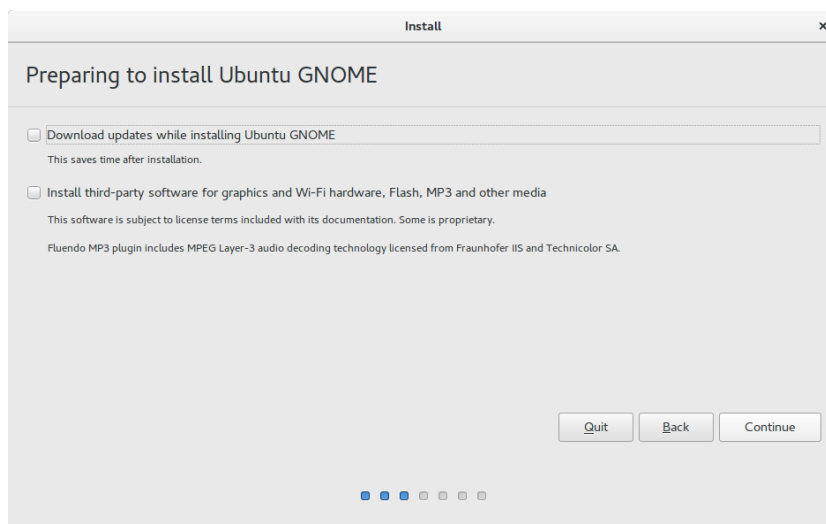 Install
Preparing to install Ubuntu GNOME
Download updates while installing Ubuntu GNOME
This saves time after installation.
Install third-party software for graphics and Wi-Fi hardware, Flash, MP3 and other media
This software is subject to license terms included with its documentation. Some is proprietary.
Fluendo MP3 plugin includes MPEG Layer-3 audio decoding technology licensed from Fraunhofer IIS and Technicolor SA.
Quit Back Continue